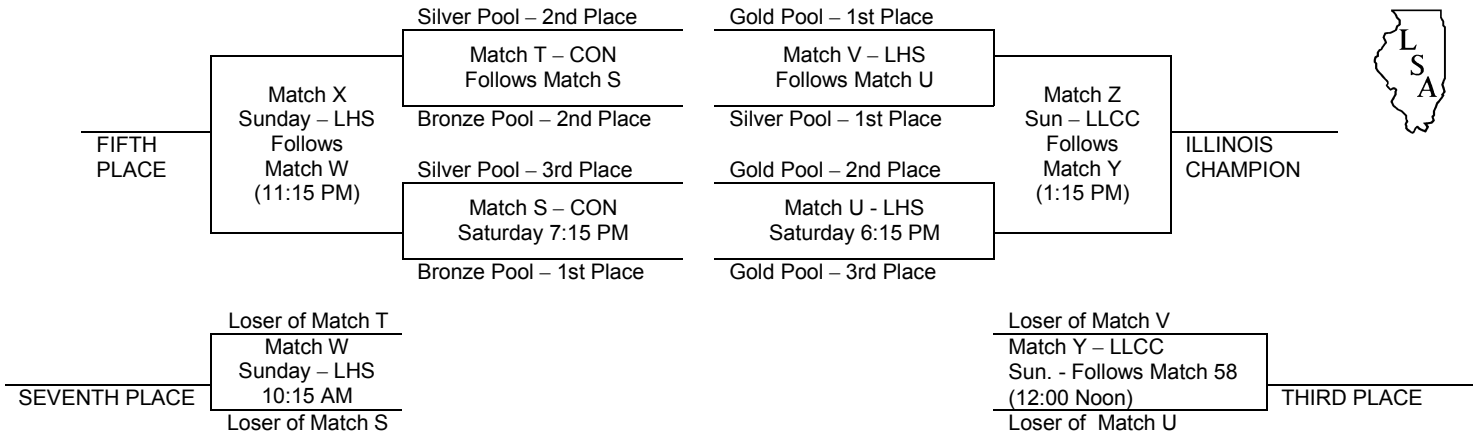 Silver Pool – 2nd Place
Match T – CON
Follows Match S
Bronze Pool – 2nd Place
Match X
Sunday – LHS
Follows
Match W
(11:15 PM)
FIFTH
PLACE
Silver Pool – 3rd Place
Match S – CON
Saturday 7:15 PM
Bronze Pool – 1st Place
Gold Pool – 1st Place
Match V – LHS
Follows Match U
Silver Pool – 1st Place
Match Z
Sun – LLCC
Follows
Match Y
(1:15 PM)
ILLINOIS
CHAMPION
Gold Pool – 2nd Place
Match U - LHS
Saturday 6:15 PM
Gold Pool – 3rd Place
L
S
A
Loser of Match T
Match W
Sunday – LHS
10:15 AM
Loser of Match S
SEVENTH PLACE
Loser of Match V
Match Y – LLCC
Sun. - Follows Match 58
(12:00 Noon)
Loser of  Match U
THIRD PLACE